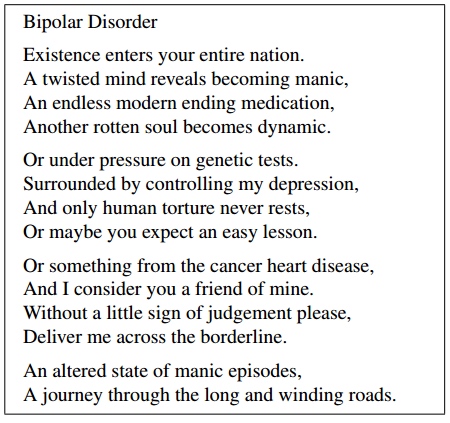 Bipolar Disorder
Existence enters your entire nation.
A twisted mind reveals becoming manic,
An endless modern ending medication,
Another rotten soul becomes dynamic.
Or under pressure on genetic tests.
Surrounded by controlling my depression,
And only human torture never rests,
Or maybe you expect an easy lesson.
Or something from the cancer heart disease,
And I consider you a friend of mine.
Without a little sign of judgement please,
Deliver me across the borderline.
An altered state of manic episodes,
A journey through the long and winding roads.